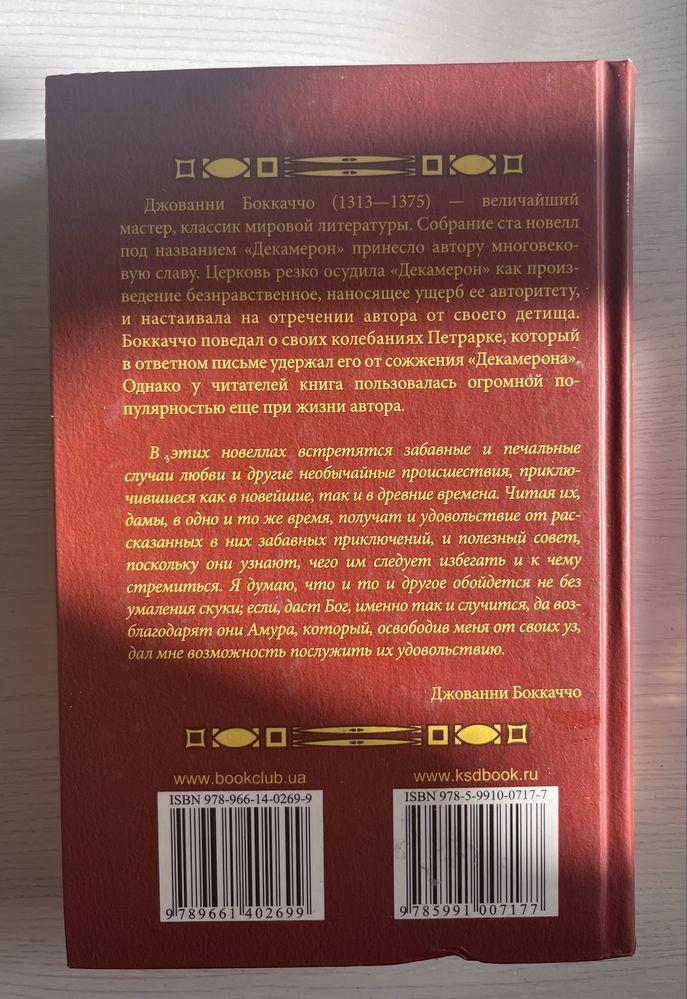 Джованни Боккаччо (1313—1375) — величайший
мастер, классик мировой литературы. Собрание ста новелл
под названием «Декамерон» принесло автору многовеко-
вую славу. Церковь резко осудила «Декамерон» как произ-
ведение безнравственное, наносящее ущерб ее авторитету,
и настаивала на отречении автора от своего детища.
Боккаччо поведал о своих колебаниях Петрарке, который
в ответном письме удержал его от сожжения «Декамерона».
Однако у читателей книга пользовалась огромной по-
пулярностью еще при жизни автора.
В этих новеллах встретятся забавные и печальные
случаи любви и другие необычайные происшествия, приклю-
чившиеся как в новейшие, так и в древние времена. Читая их,
дамы, в одно и то же время, получат и удовольствие от рас-
сказанных в них забавных приключений, и полезный совет,
поскольку они узнают, чего им следует избегать и к чему
стремиться. Я думаю, что и то и другое обойдется не без
умаления скуки; если, даст Бог, именно так и случится, да воз-
благодарят они Амура, который, освободив меня от своих уз,
дал мне возможность послужить их удовольствию.
Джованни Боккаччо
www.bookclub.ua
www.ksdbook.ru
ISBN 978-966-14-0269-9
ISBN 978-5-9910-0717-7
9 789661 402699
9 785991 007177